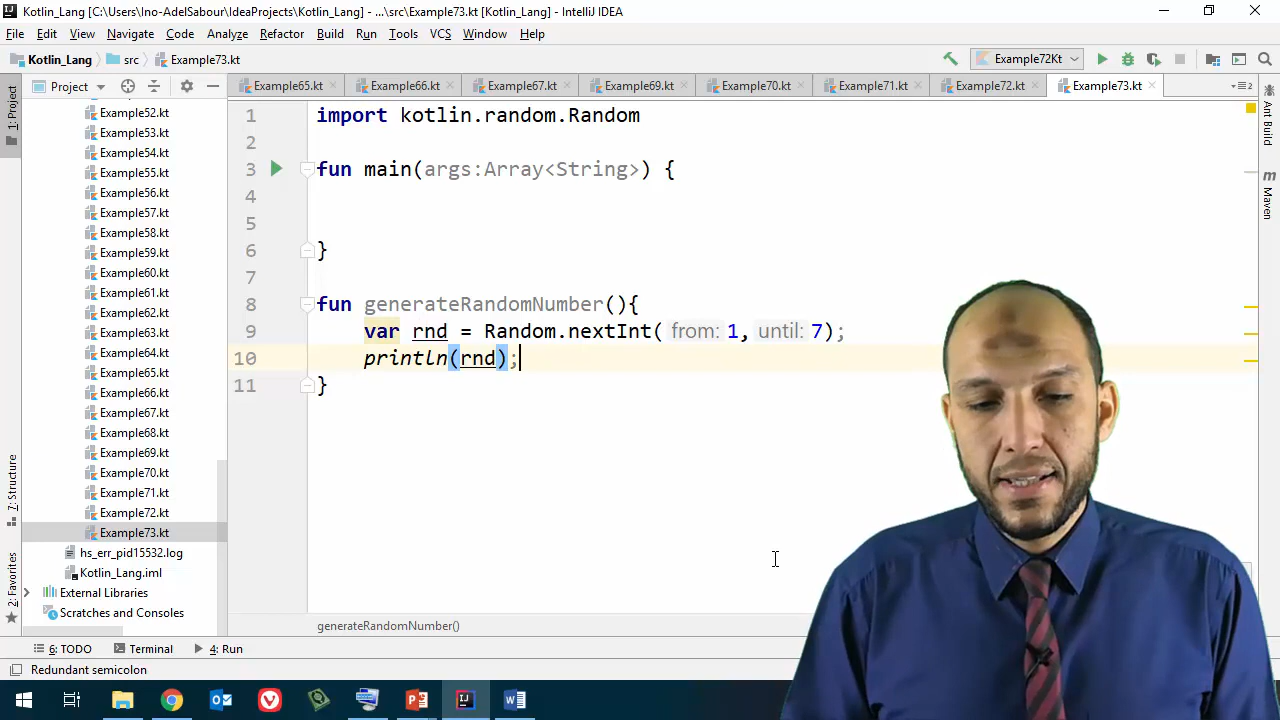 Kotlin_Lang [C:\Users\Ino-AdelSabour\IdeaProjects\Kotlin_Lang] - ...\src\Example73.kt [Kotlin_Lang] - IntelliJ IDEA
File Edit View Navigate Code Analyze Refactor Build Run Tools VCS Window Help
Kotlin_Lang src Example73.kt Example72Kt
Project Example65.kt Example66.kt Example67.kt Example69.kt Example70.kt Example71.kt Example72.kt Example73.kt
1: Project
7: Structure
2: Favorites
Example52.kt
Example53.kt
Example54.kt
Example55.kt
Example56.kt
Example57.kt
Example58.kt
Example59.kt
Example60.kt
Example61.kt
Example62.kt
Example63.kt
Example64.kt
Example65.kt
Example66.kt
Example67.kt
Example68.kt
Example69.kt
Example70.kt
Example71.kt
Example72.kt
Example73.kt
hs_err_pid15532.log
Kotlin_Lang.iml
External Libraries
Scratches and Consoles
1 import kotlin.random.Random
2
3 fun main(args:Array<String>) {
4
5
6 }
7
8 fun generateRandomNumber(){
9 var rnd = Random.nextInt( from: 1, until: 7);
10 println(rnd);
11 }
generateRandomNumber()
Ant Build
Maven
6: TODO Terminal 4: Run
Redundant semicolon